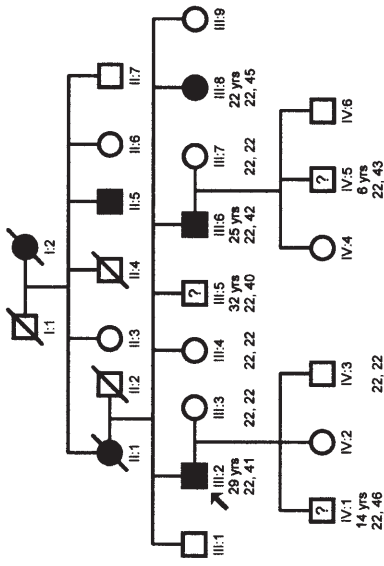 I:1
I:2
II:1
II:2
II:3
II:4
II:5
II:6
II:7
III:1
III:2
29 yrs
22, 41
III:3
22, 22
III:4
22, 22
III:5
32 yrs
22, 40
III:6
25 yrs
22, 42
III:7
22, 22
III:8
22 yrs
22, 45
III:9
?
IV:1
14 yrs
22, 46
IV:2
IV:3
22, 22
IV:4
IV:5
6 yrs
22, 43
IV:6
?
?